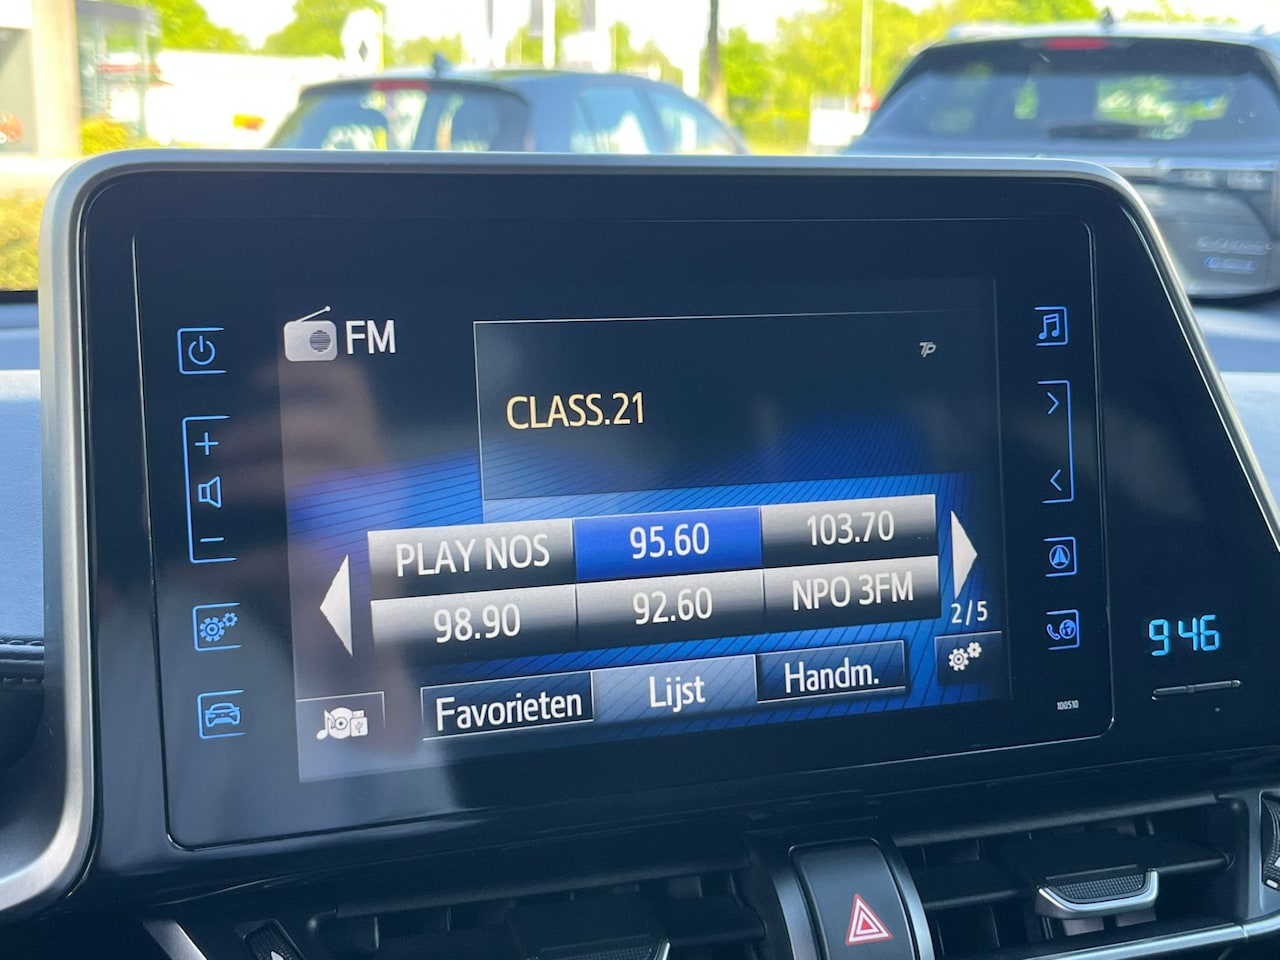 FM
TP
CLASS.21
PLAY NOS
95.60
103.70
98.90
92.60
NPO 3FM
2/5
Favorieten
Lijst
Handm.
100510
9 46